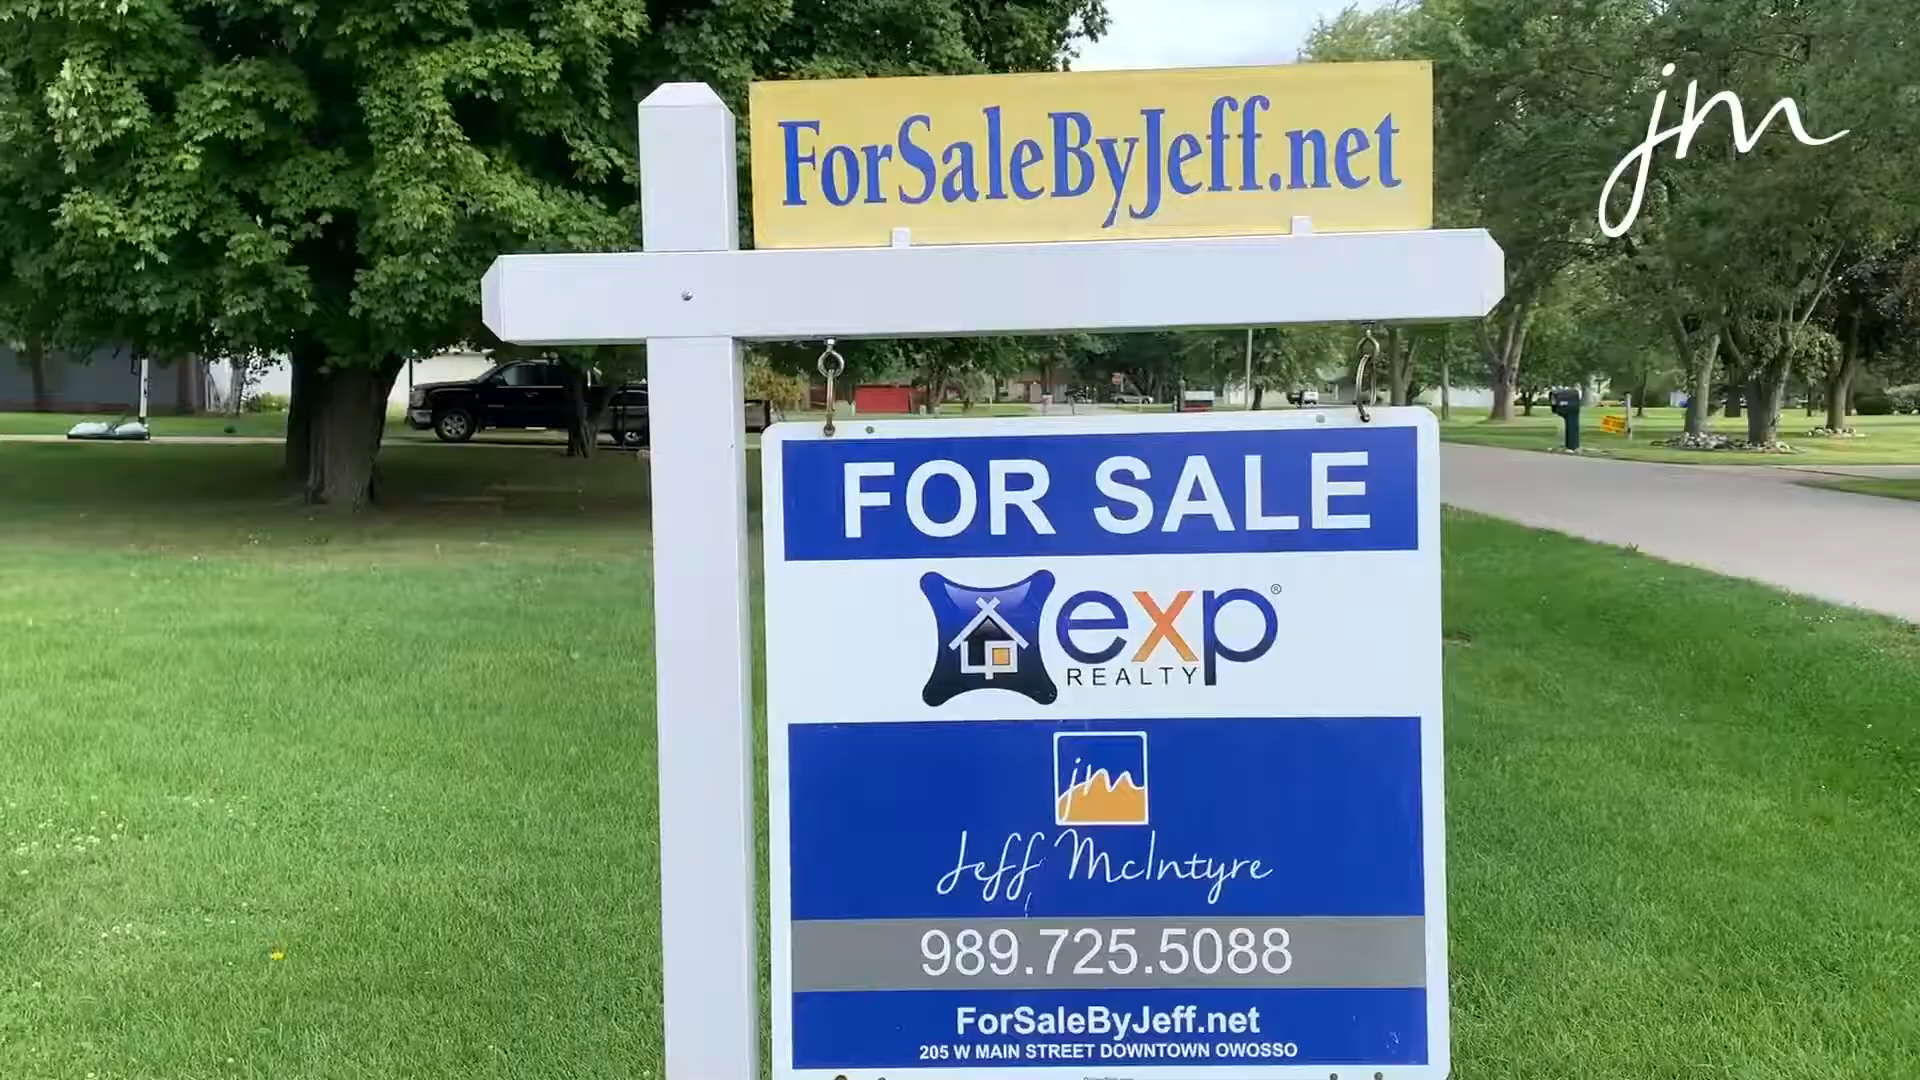 ForSaleByJeff.net
jm
FOR SALE
exp®
REALTY
jm
Jeff McIntyre
989.725.5088
ForSaleByJeff.net
205 W MAIN STREET DOWNTOWN OWOSSO